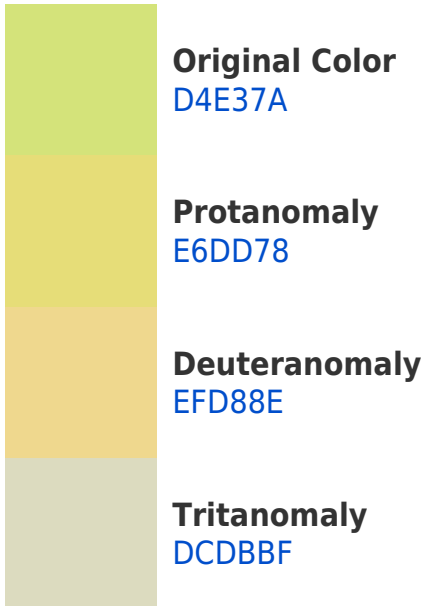 Original Color
D4E37A
Protanomaly
E6DD78
Deuteranomaly
EFD88E
Tritanomaly
DCDBBF